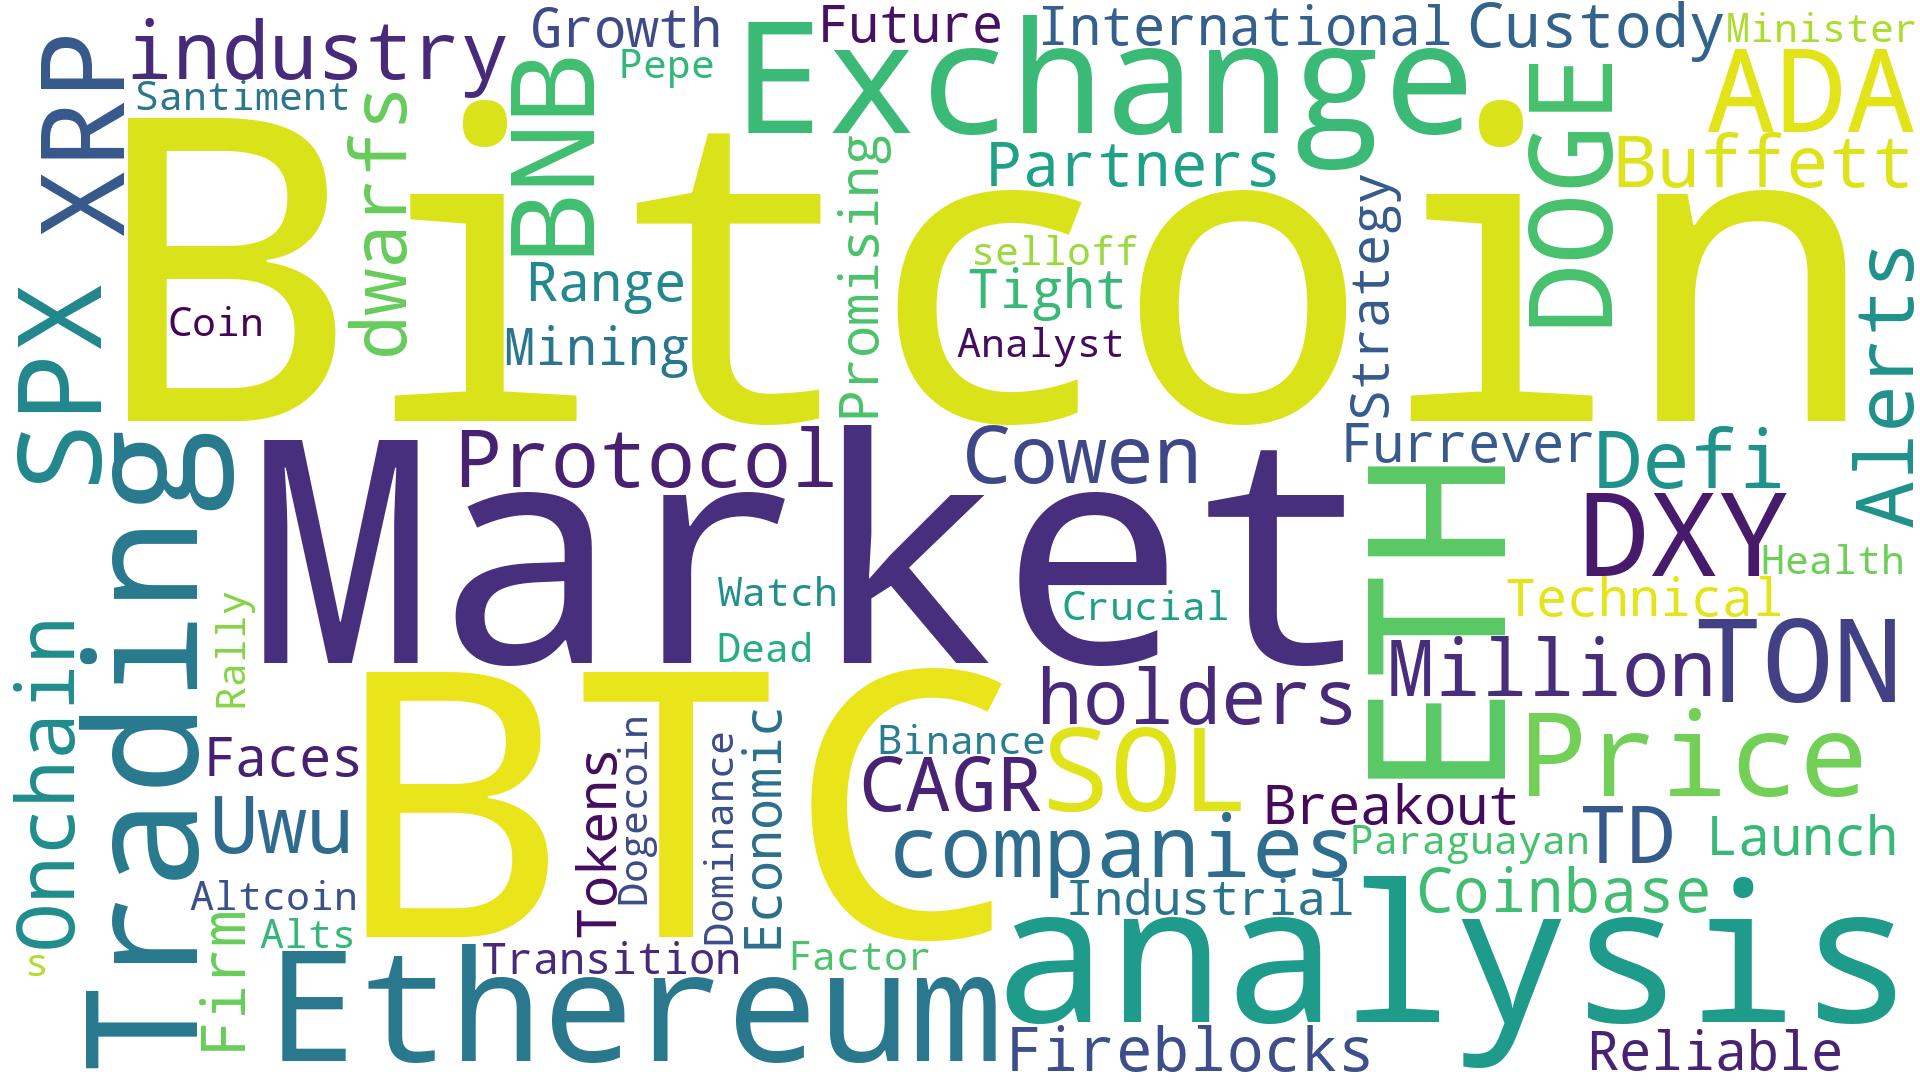 XRP
industry
Growth
Pepe
Future
International
Custody
Minister
Santiment
BNB
Exchange
DOGE
ADA
dwarfs
Promising
Partners
Buffett
Bitcoin
SPX
Coin
Range
Mining
selloff
Tight
Analyst
Strategy
Alerts
Trading
Protocol
Cowen
Furrever
Defi
Market
ETH
DXY
Health
Watch
Crucial
Technical
Onchain
Rally
Dead
holders
Million
TON
BTC
Faces
Tokens
Dogecoin
Dominance
Economic
Binance
CAGR
SOL
Price
Uwu
Breakout
companies
Paraguayan
TD
Launch
Altcoin
Industrial
Coinbase
Alts
s
Firm
Transition
Factor
analysis
Ethereum
Fireblocks
Reliable